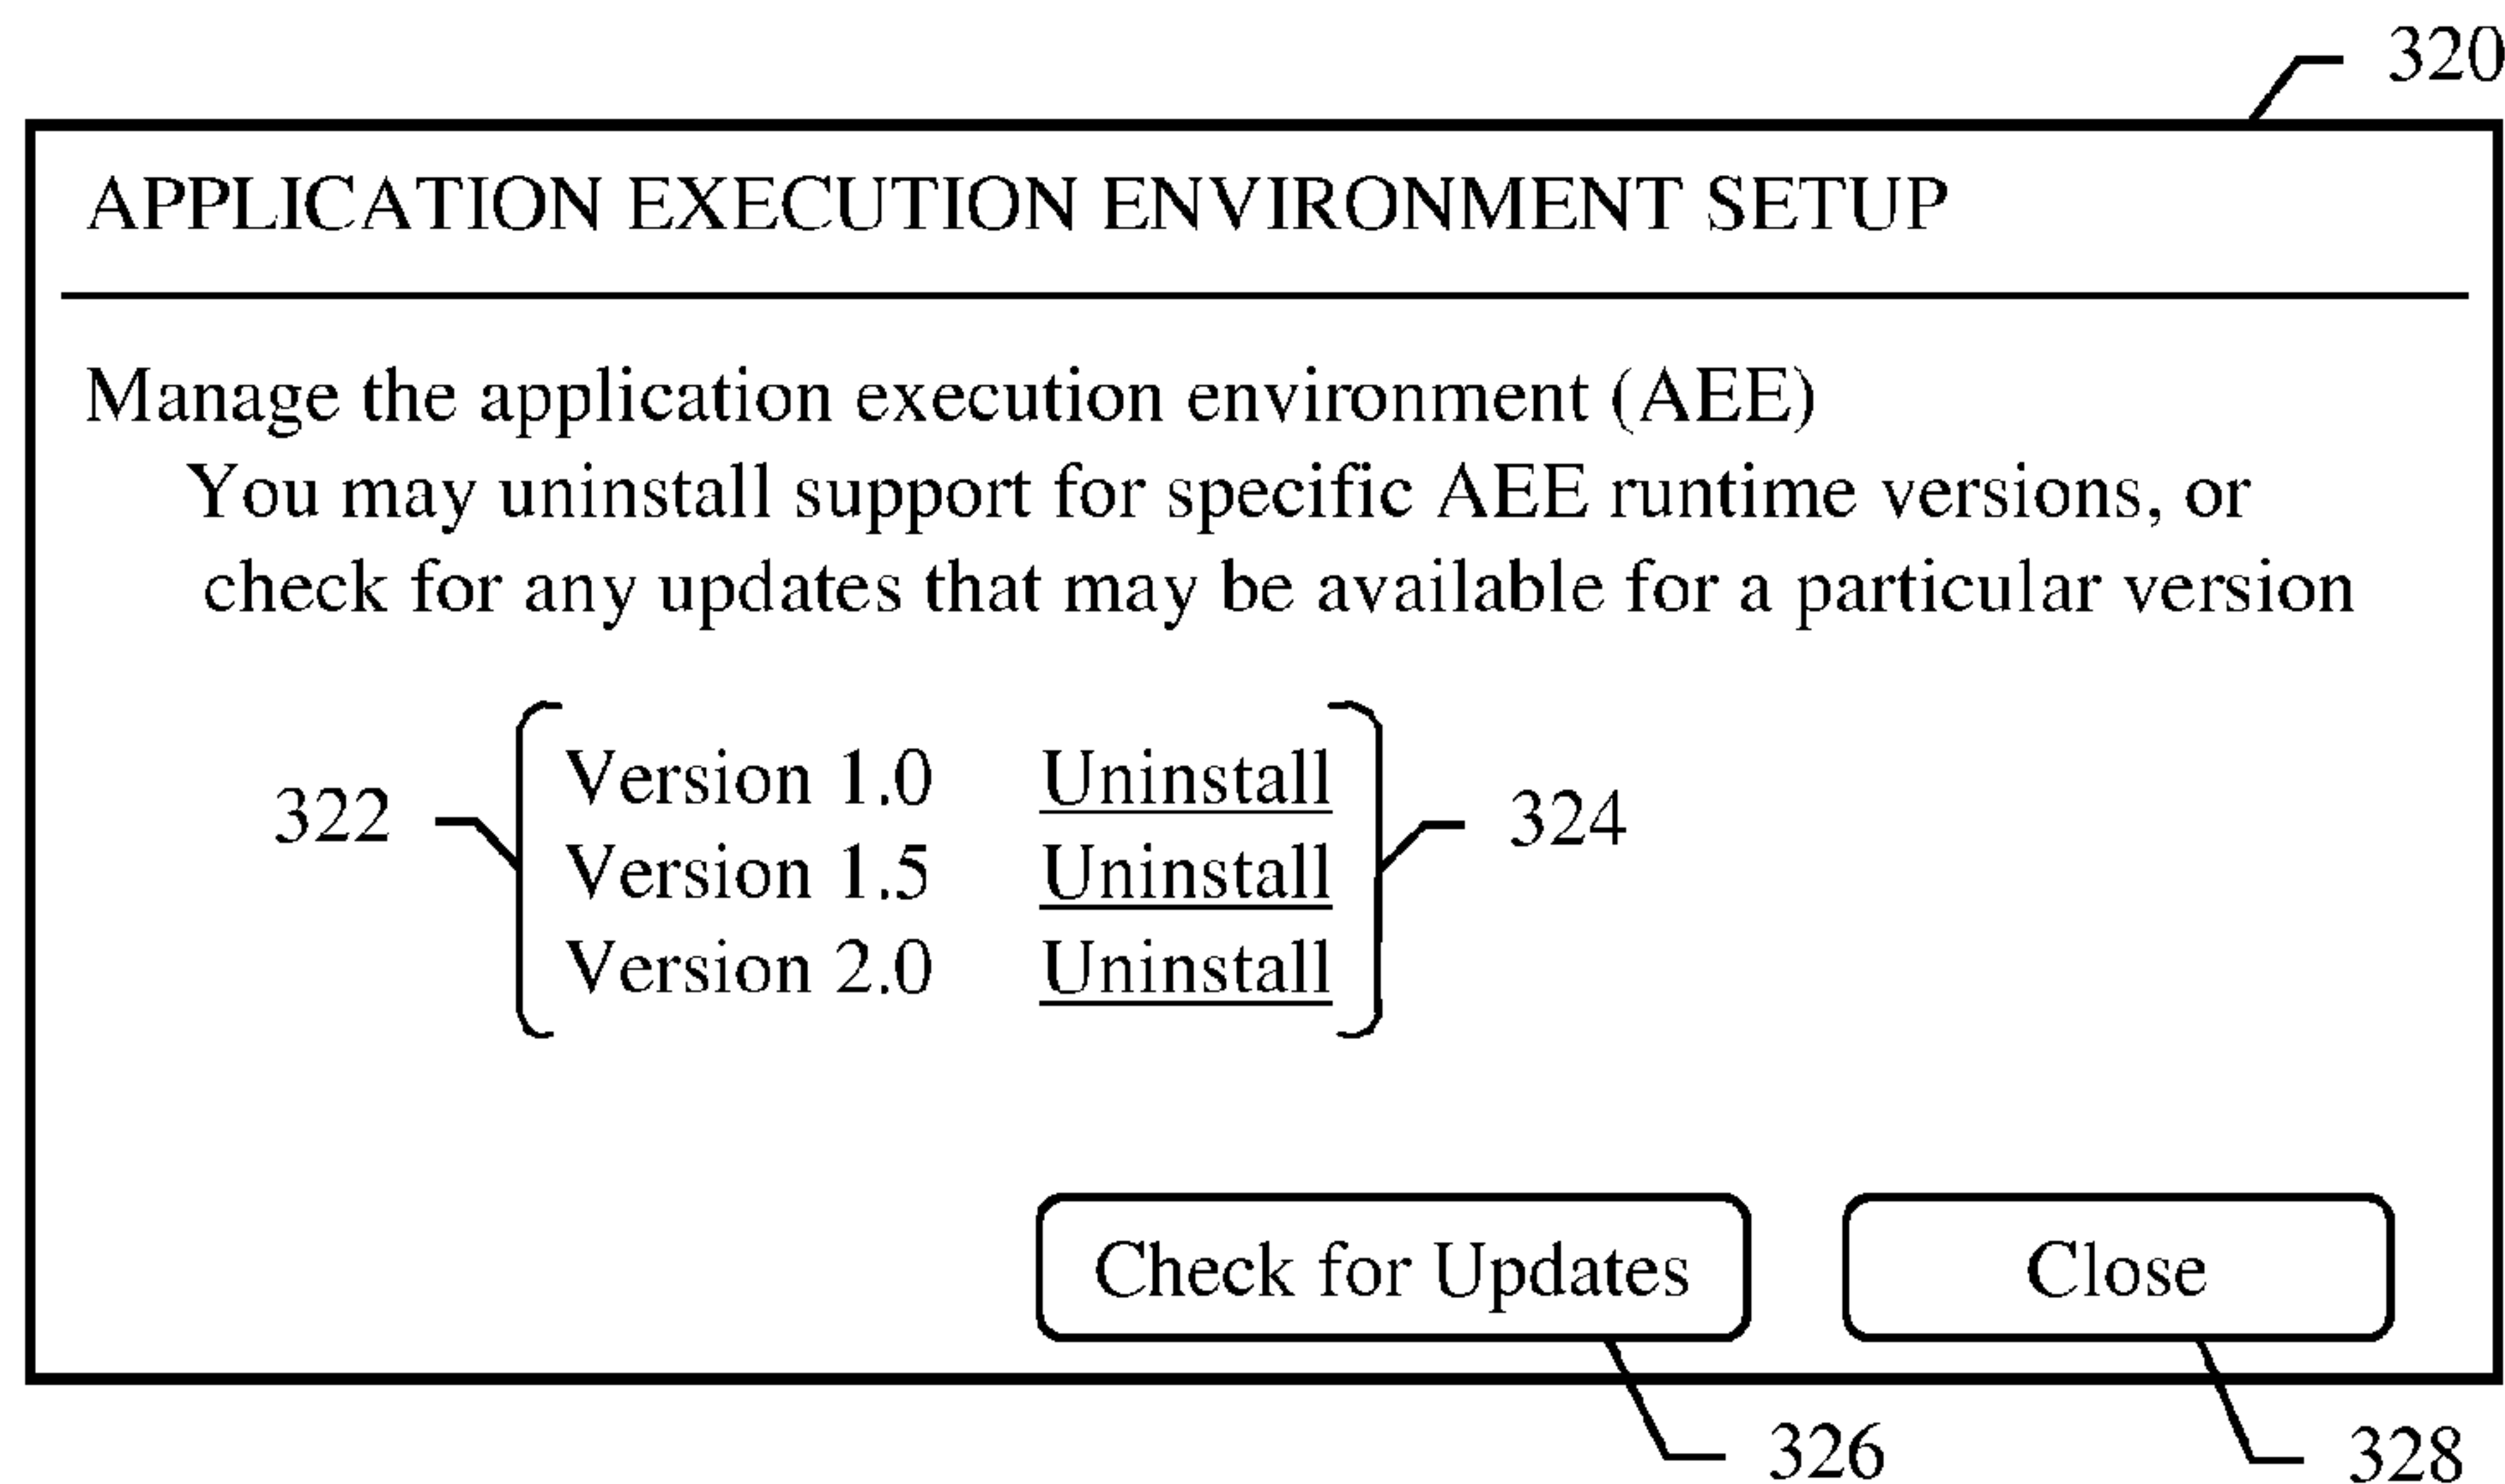 320
APPLICATION EXECUTION ENVIRONMENT SETUP
Manage the application execution environment (AEE)
You may uninstall support for specific AEE runtime versions, or
check for any updates that may be available for a particular version
Version 1.0 Uninstall
322 324
Version 1.5 Uninstall
Version 2.0 Uninstall
Check for Updates Close
326 328